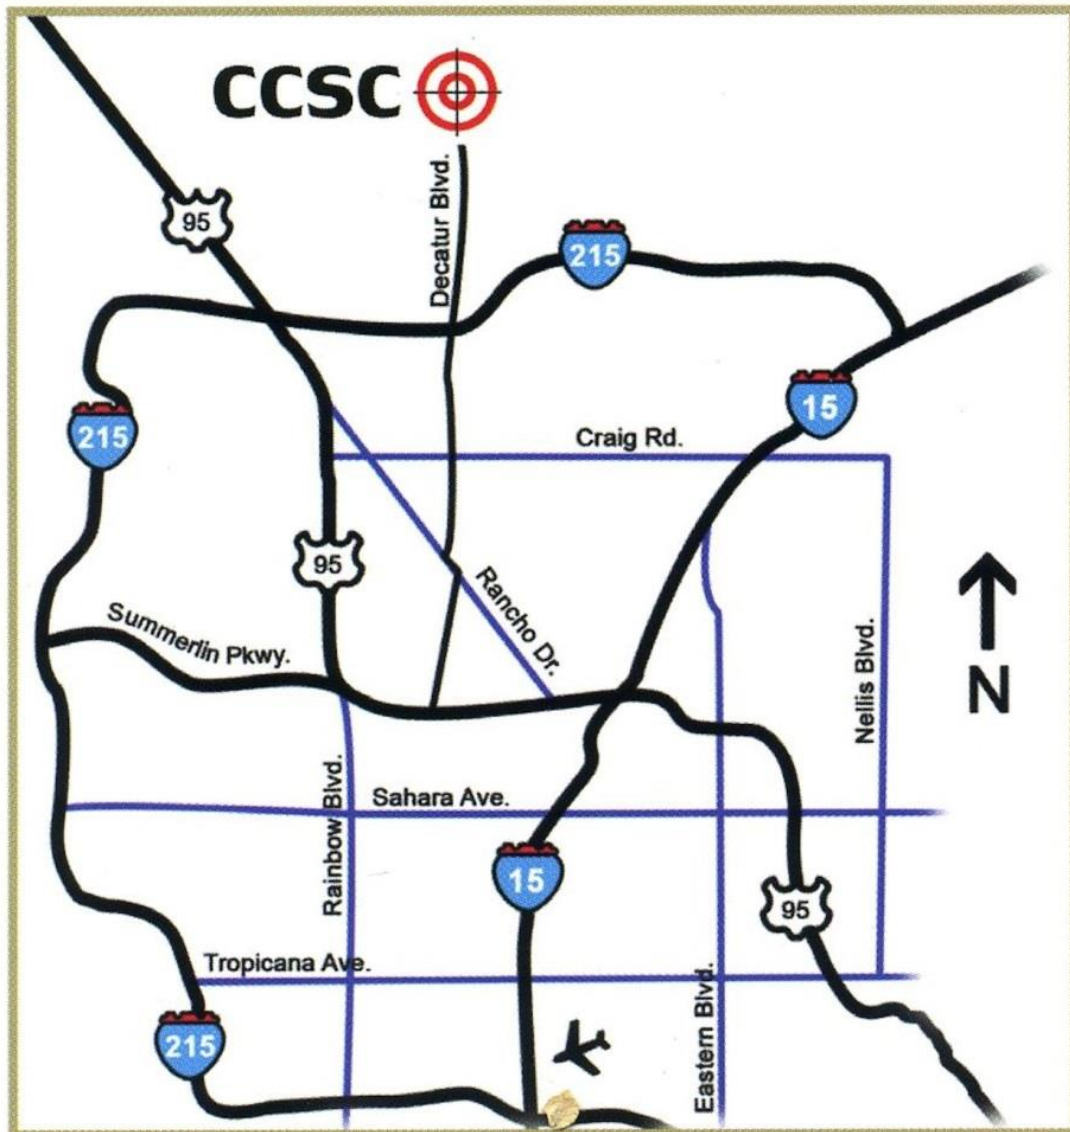 CCSC
Decatur Blvd.
95
215
15
215
Craig Rd.
95
Rancho Dr.
Summerlin Pkwy.
Nellis Blvd.
N
Rainbow Blvd.
Sahara Ave.
15
95
Tropicana Ave.
Eastern Blvd.
215